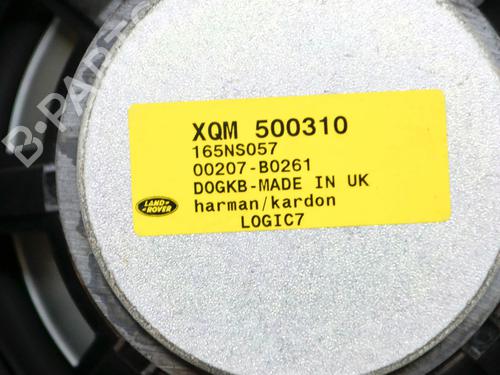 B-PARTS
XQM 500310
165NS057
00207-B0261
D0GKB-MADE IN UK
LAND ROVER
harman/kardon
LOGIC7